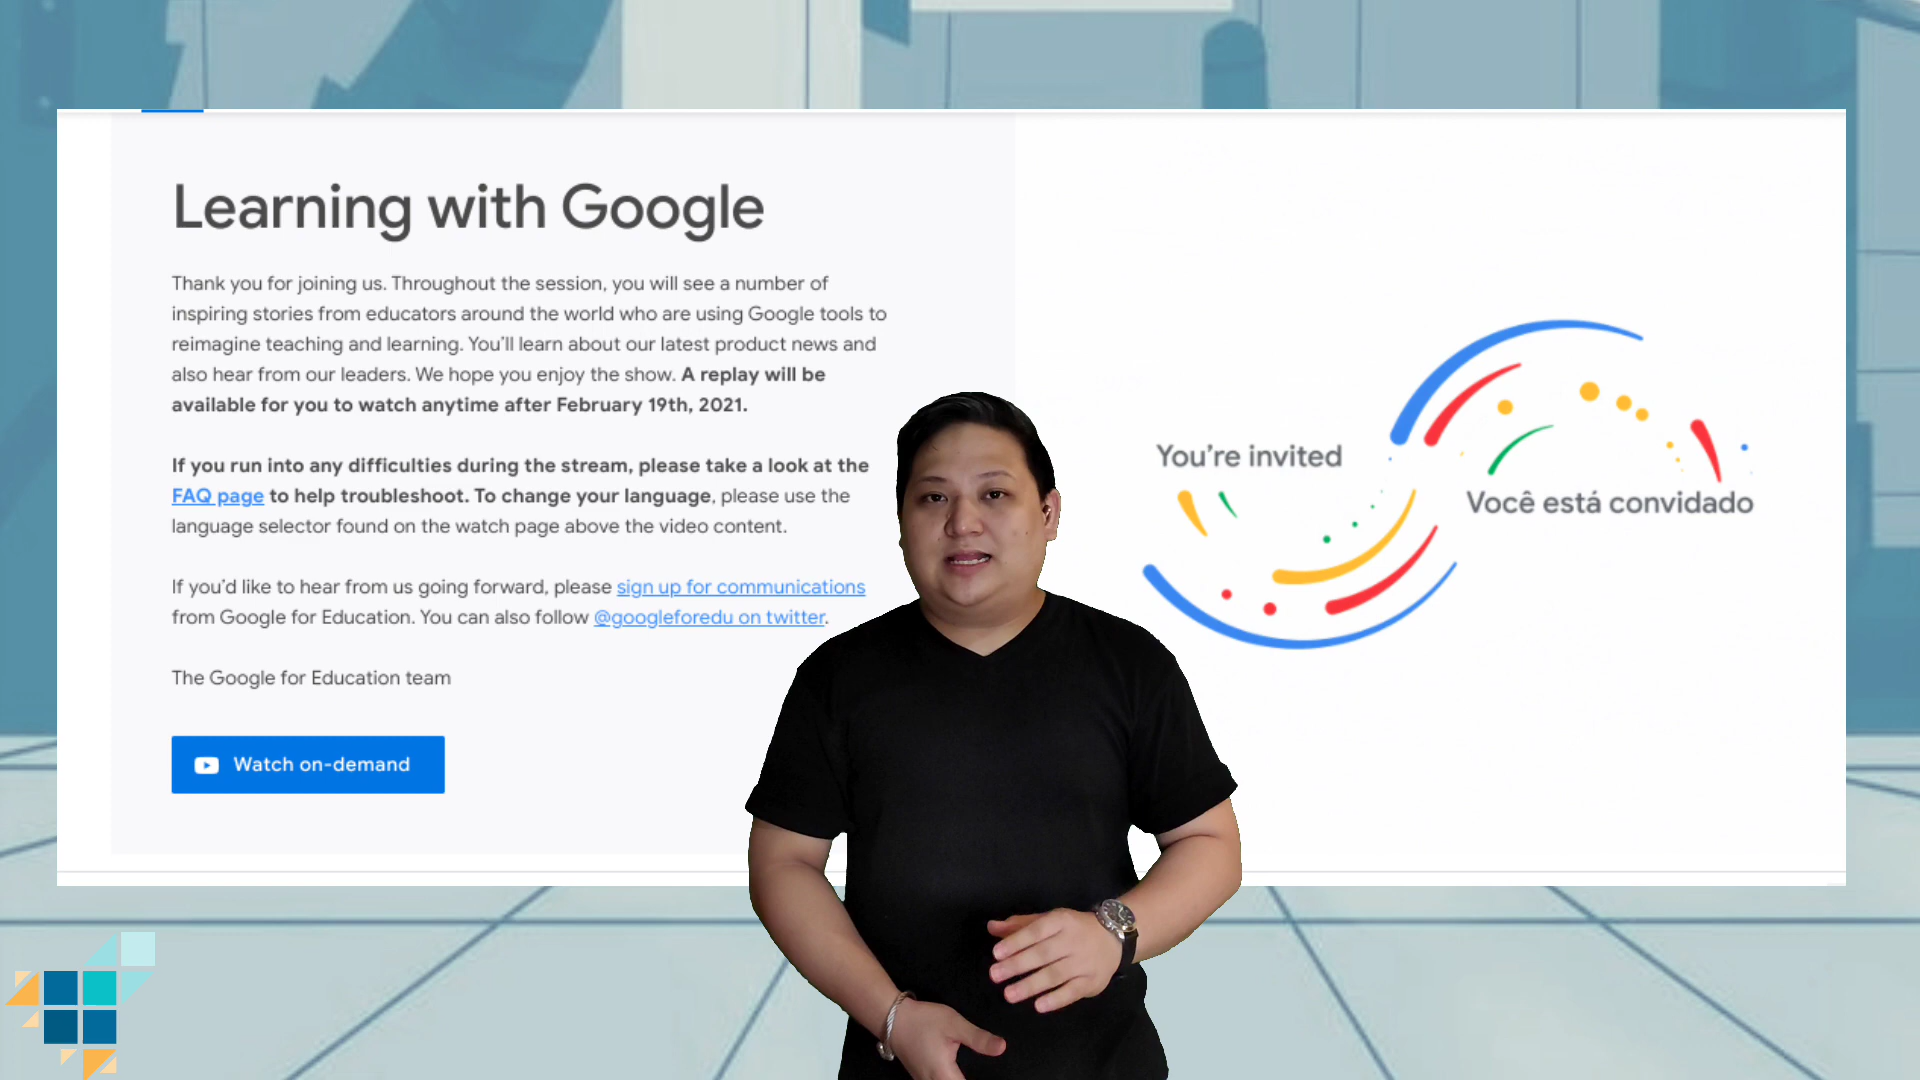 Learning with Google
Thank you for joining us. Throughout the session, you will see a number of
inspiring stories from educators around the world who are using Google tools to
reimagine teaching and learning. You’ll learn about our latest product news and
also hear from our leaders. We hope you enjoy the show. A replay will be
available for you to watch anytime after February 19th, 2021.
If you run into any difficulties during the stream, please take a look at the
FAQ page to help troubleshoot. To change your language, please use the
language selector found on the watch page above the video content.
If you’d like to hear from us going forward, please sign up for communications
from Google for Education. You can also follow @googleforedu on twitter.
The Google for Education team
Watch on-demand
You’re invited
Você está convidado